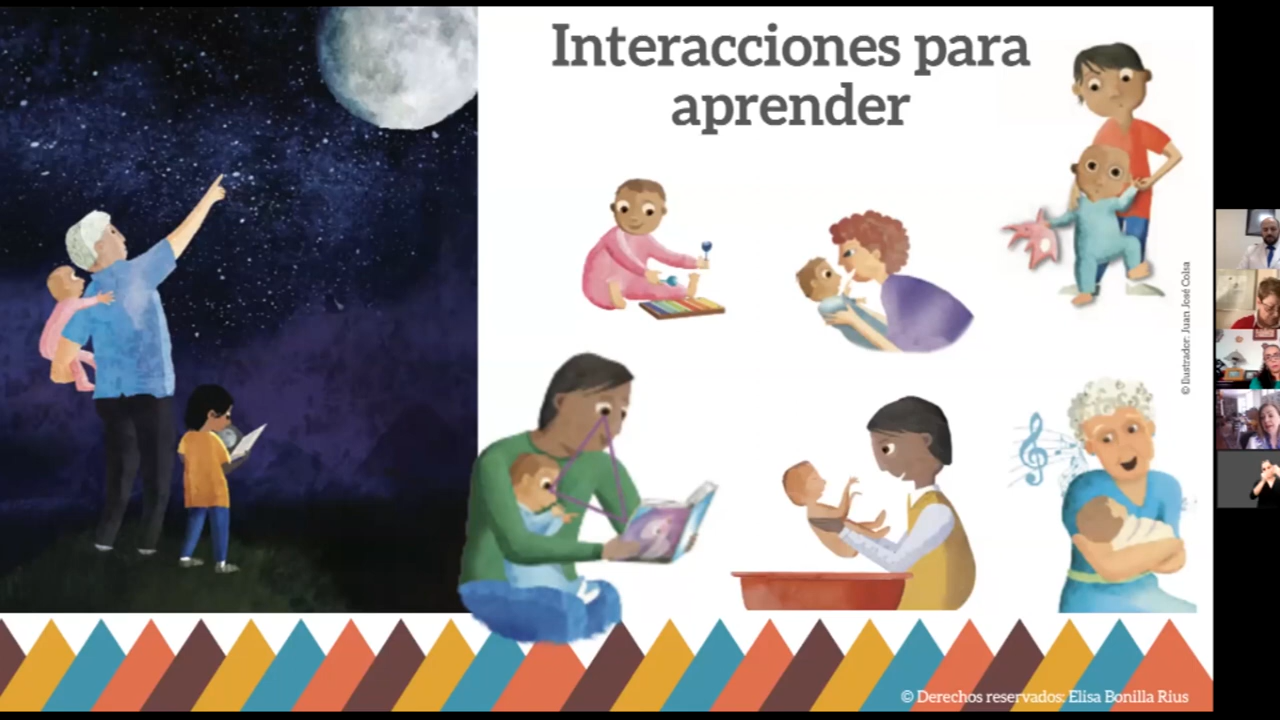 Interacciones para
aprender
© Ilustrador: Juan José Colsa
© Derechos reservados: Elisa Bonilla Rius